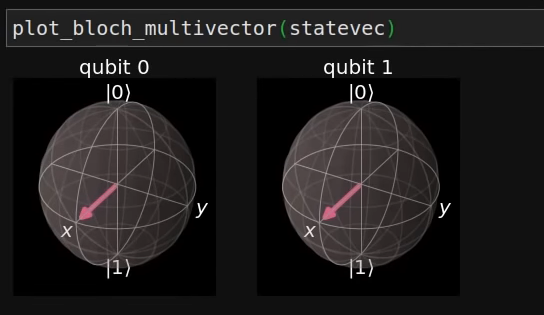 plot_bloch_multivector(statevec)
qubit 0
|0⟩
x
y
|1⟩
qubit 1
|0⟩
x
y
|1⟩